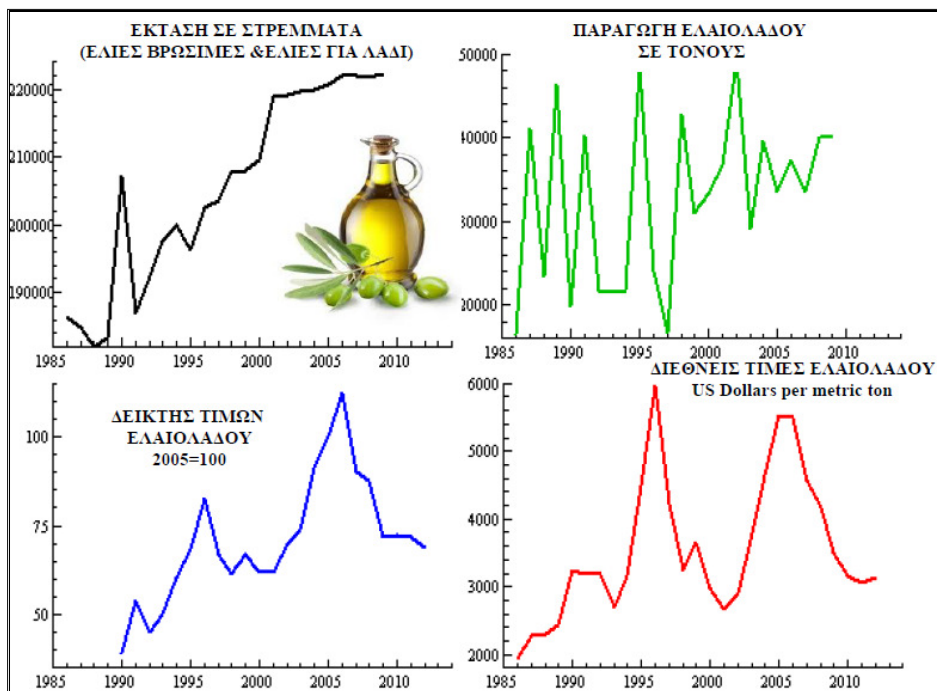 ΕΚΤΑΣΗ ΣΕ ΣΤΡΕΜΜΑΤΑ
(ΕΛΙΕΣ ΒΡΩΣΙΜΕΣ &ΕΛΙΕΣ ΓΙΑ ΛΑΔΙ)
220000
210000
200000
190000
1985 1990 1995 2000 2005 2010
ΠΑΡΑΓΩΓΗ ΕΛΑΙΟΛΑΔΟΥ
ΣΕ ΤΟΝΟΥΣ
50000
40000
30000
20000
1985 1990 1995 2000 2005 2010
ΔΕΙΚΤΗΣ ΤΙΜΩΝ
ΕΛΑΙΟΛΑΔΟΥ
2005=100
100
75
50
1985 1990 1995 2000 2005 2010
ΔΙΕΘΝΕΙΣ ΤΙΜΕΣ ΕΛΑΙΟΛΑΔΟΥ
US Dollars per metric ton
6000
5000
4000
3000
2000
1985 1990 1995 2000 2005 2010